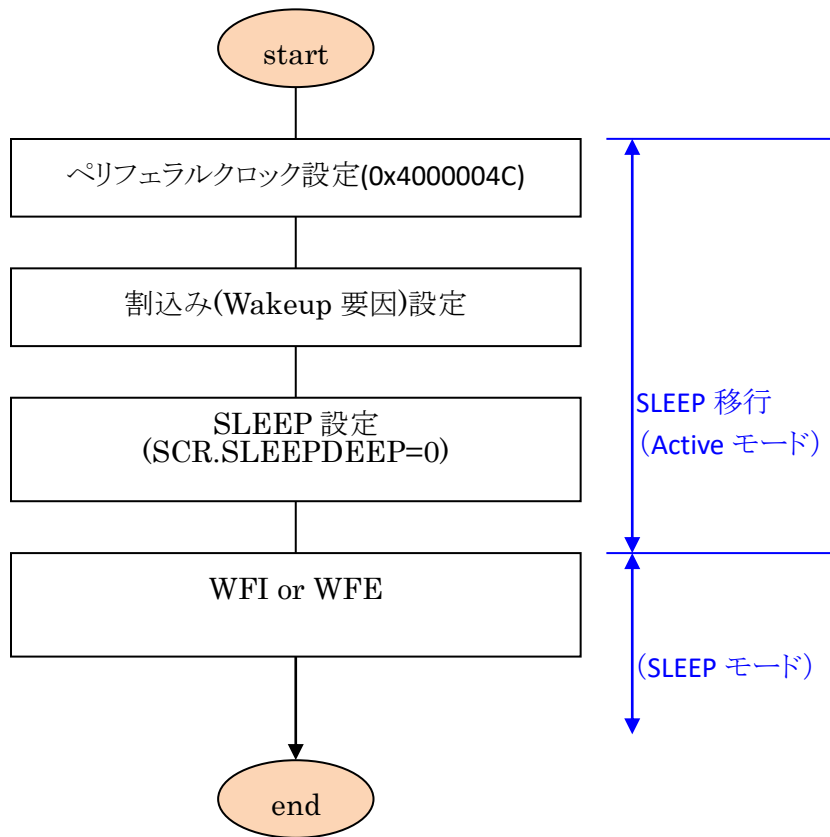 start
ペリフェラルクロック設定(0x4000004C)
割込み(Wakeup 要因)設定
SLEEP 設定
(SCR.SLEEPDEEP=0)
SLEEP 移行
(Active モード)
WFI or WFE
(SLEEP モード)
end